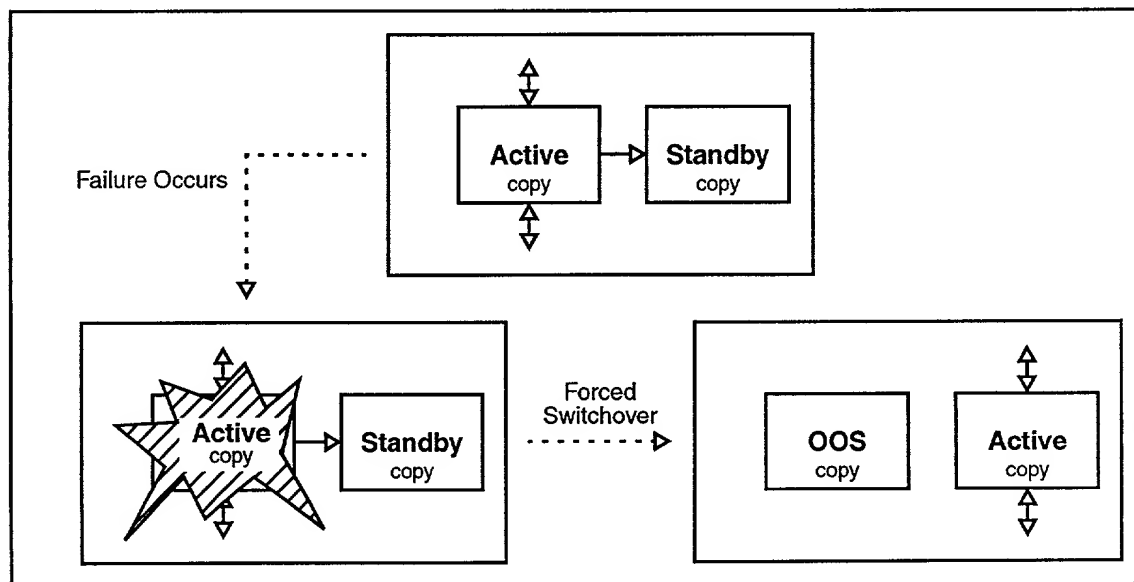 Active
copy
Standby
copy
Failure Occurs
Active
copy
Standby
copy
Forced
Switchover
OOS
copy
Active
copy